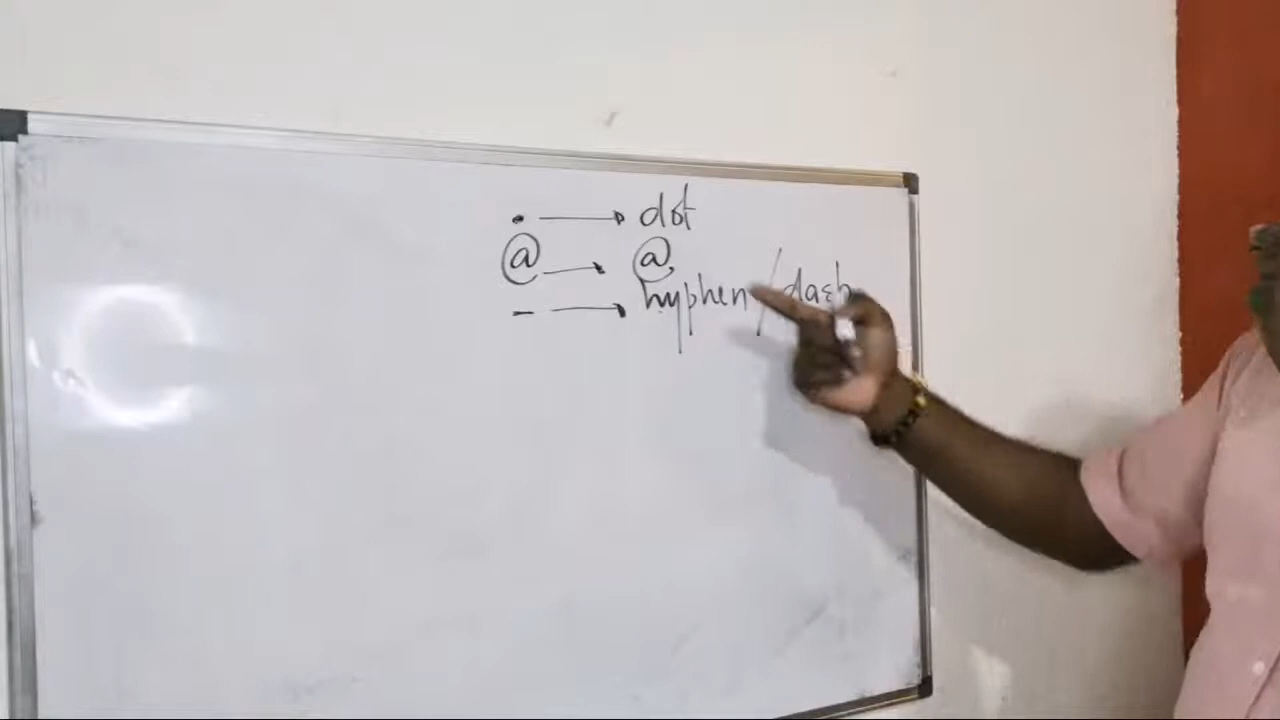 . → dot
@ → @
- → hyphen / dash